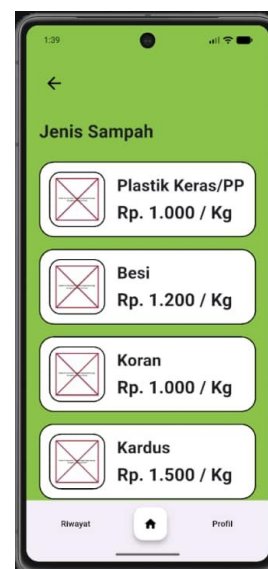 1:39
Jenis Sampah
Plastik Keras/PP
Rp. 1.000 / Kg
Besi
Rp. 1.200 / Kg
Koran
Rp. 1.000 / Kg
Kardus
Rp. 1.500 / Kg
Riwayat
Profil